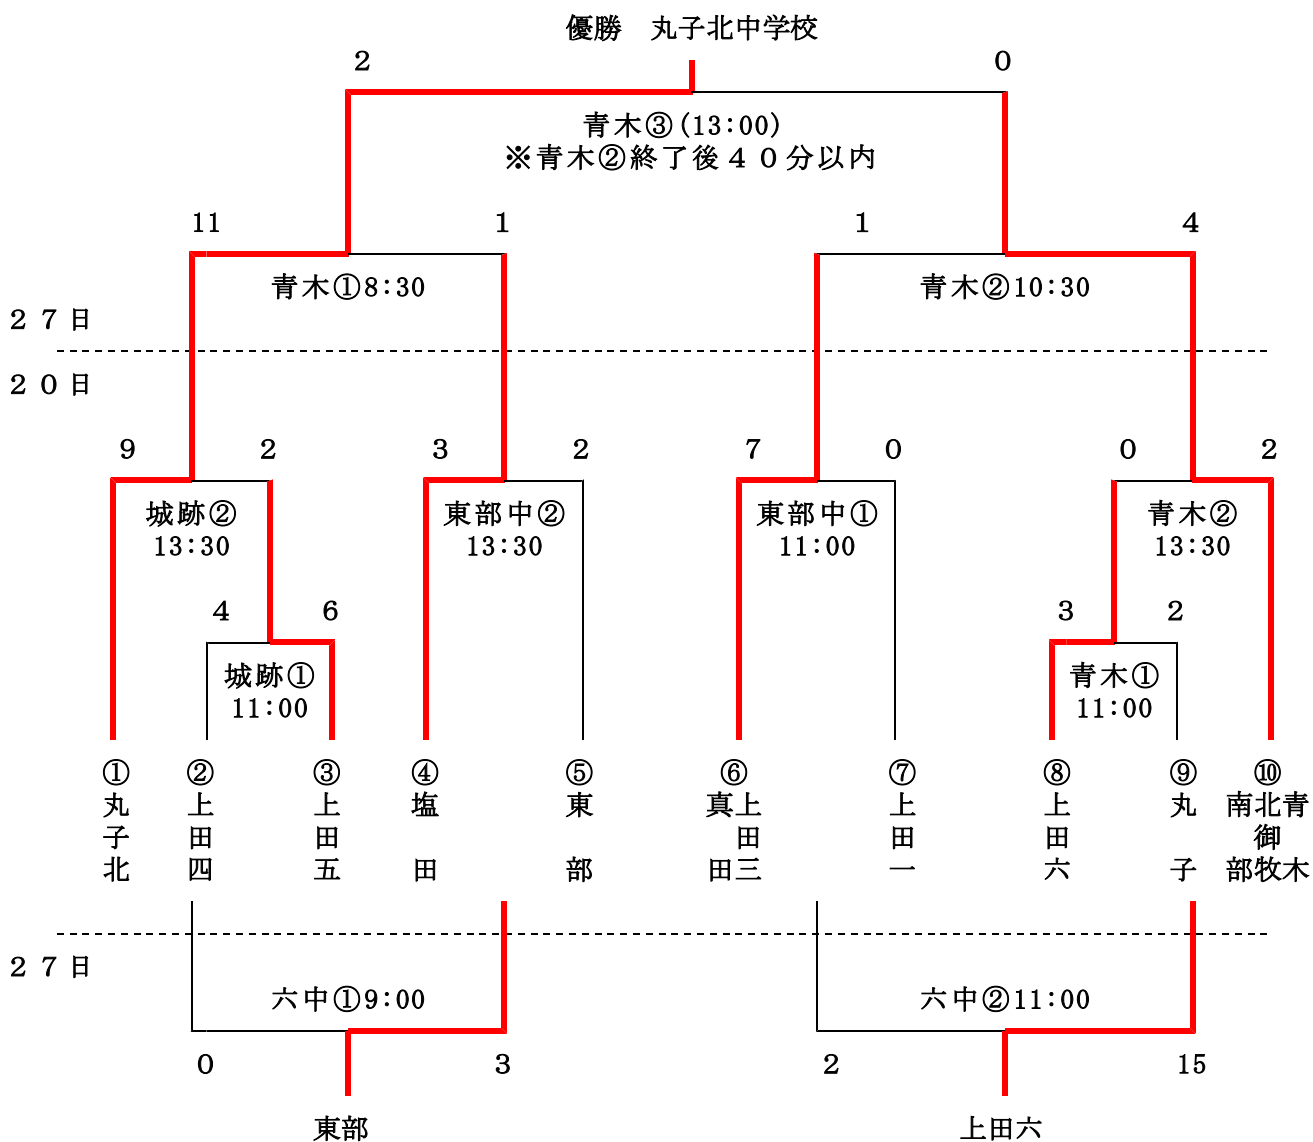 優勝　丸子北中学校
2
0
青木③(13:00)
※青木②終了後４０分以内
11
1
1
4
青木①8:30
青木②10:30
２７日
２０日
9
2
3
2
7
0
0
2
城跡②
13:30
東部中②
13:30
東部中①
11:00
青木②
13:30
4
6
3
2
城跡①
11:00
青木①
11:00
①丸子北
②上田四
③上田五
④塩田
⑤東部
⑥上田三
真田
⑦上田一
⑧上田六
⑨丸子
⑩青木
北御牧
南部
２７日
六中①9:00
六中②11:00
0
3
2
15
東部
上田六